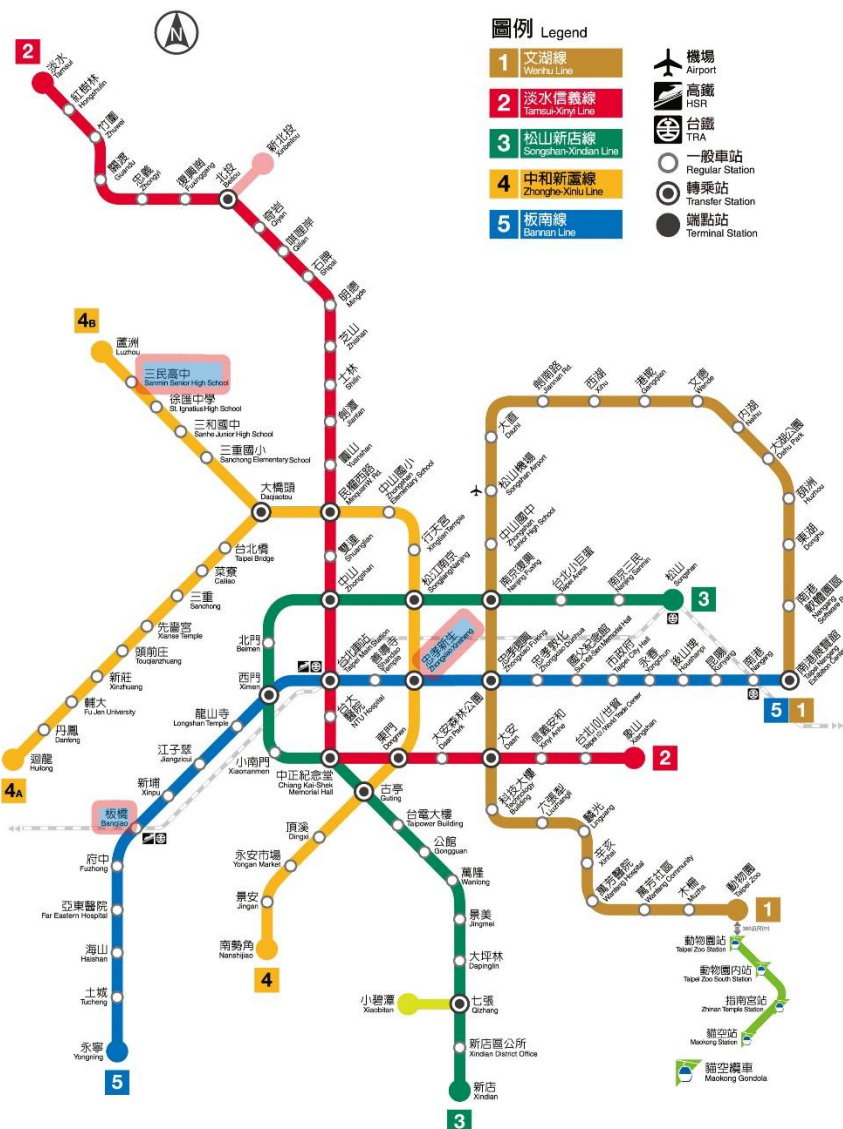 N
圖例 Legend
1 文湖線
Wenhu Line
2 淡水信義線
Tamsui-Xinyi Line
3 松山新店線
Songshan-Xindian Line
4 中和新蘆線
Zhonghe-Xinlu Line
5 板南線
Bannan Line
機場
Airport
高鐵
HSR
台鐵
TRA
一般車站
Regular Station
轉乘站
Transfer Station
端點站
Terminal Station
2
淡水
Tamsui
紅樹林
Hongshulin
竹圍
Zhuwei
關渡
Guandu
忠義
Zhongyi
復興崗
Fuxinggang
北投
Beitou
新北投
Xinbeitou
奇岩
Qiyan
唭哩岸
Qilian
石牌
Shipai
明德
Mingde
芝山
Zhishan
士林
Shilin
劍潭
Jiantan
圓山
Yuanshan
民權西路
Minquan W. Rd.
雙連
Shuanglian
中山
Zhongshan
台北車站
Taipei Main Station
台大
醫院
NTU Hospital
中正紀念堂
Chiang Kai-Shek
Memorial Hall
東門
Dongmen
大安森林公園
Daan Park
大安
Daan
信義安和
Xinyi Anhe
台北101/世貿
Taipei 101/World Trade Center
象山
Xiangshan
2
4B
蘆洲
Luzhou
三民高中
Sanmin Senior High School
徐匯中學
St. Ignatius High School
三和國中
Sanhe Junior High School
三重國小
Sanchong Elementary School
大橋頭
Daqiaotou
台北橋
Taipei Bridge
菜寮
Cailiao
三重
Sanchong
先嗇宮
Xianse Temple
頭前庄
Touqianzhuang
新莊
Xinzhuang
輔大
Fu Jen University
丹鳳
Danfeng
迴龍
Huilong
4A
中山國小
Zhongshan
Elementary School
行天宮
Xingtian Temple
松江南京
Songjiang Nanjing
忠孝新生
Zhongxiao Xinsheng
古亭
Guting
頂溪
Dingxi
永安市場
Yongan Market
景安
Jingan
南勢角
Nanshijiao
4
劍南路
Jiannan Rd.
西湖
Xihu
港墘
Gangqian
文德
Wende
內湖
Neihu
大湖公園
Dahu Park
葫洲
Huzhou
東湖
Donghu
南港
軟體園區
Nangang
Software P
南港展覽館
Taipei Nangang
Exhibition Center
5 1
大直
Dazhi
松山機場
Songshan Airport
中山國中
Zhongshan
Junior High School
南京復興
Nanjing Fuxing
台北小巨蛋
Taipei Arena
南京三民
Nanjing Sanmin
松山
Songshan
3
北門
Beimen
西門
Ximen
小南門
Xiaonanmen
善導寺
Shandao
Temple
忠孝復興
Zhongxiao Fuxing
忠孝敦化
Zhongxiao Dunhua
國父紀念館
Sun Yat-Sen Memorial Hall
市政府
Taipei City Hall
永春
Yongchun
後山埤
Houshanpi
昆陽
Kunyang
南港
Nangang
龍山寺
Longshan Temple
江子翠
Jiangzicui
新埔
Xinpu
板橋
Banqiao
府中
Fuzhong
亞東醫院
Far Eastern Hospital
海山
Haishan
土城
Tucheng
永寧
Yongning
5
科技大樓
Technology
Building
六張犁
Liuzhangli
麟光
Linguang
辛亥
Xinhai
萬芳醫院
Wanfang Hospital
萬芳社區
Wanfang Community
木柵
Muzha
動物園
Taipei Zoo
1
台電大樓
Taipower Building
公館
Gongguan
萬隆
Wanlong
景美
Jingmei
大坪林
Dapinglin
七張
Qizhang
小碧潭
Xiaobitan
新店區公所
Xindian District Office
新店
Xindian
3
動物園站
Taipei Zoo Station
動物園內站
Taipei Zoo South Station
指南宮站
Zhinan Temple Station
貓空站
Maokong Station
貓空纜車
Maokong Gondola